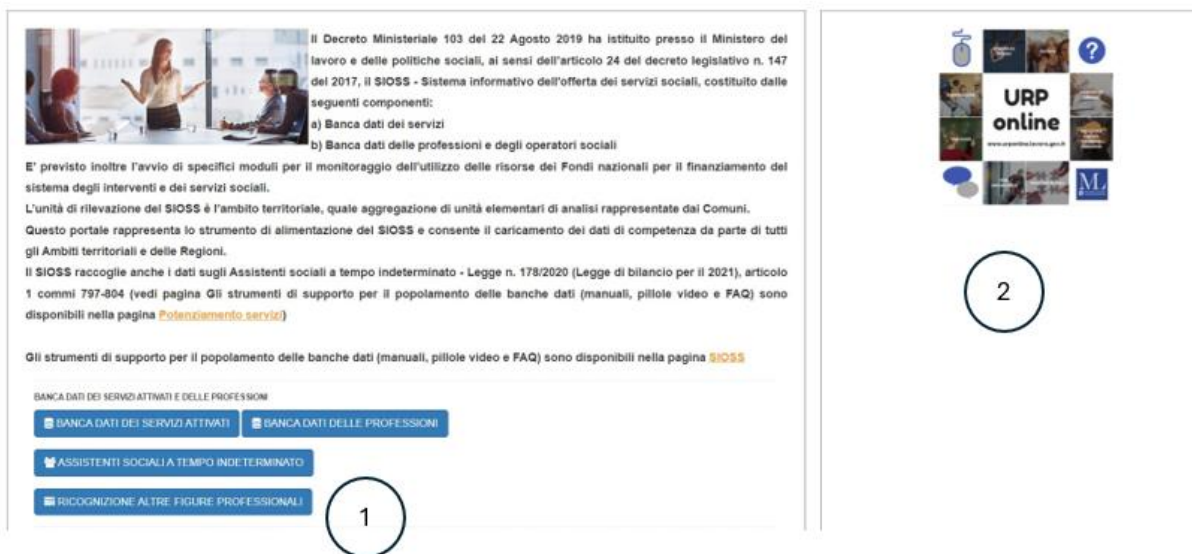 Il Decreto Ministeriale 103 del 22 Agosto 2019 ha istituito presso il Ministero del
lavoro e delle politiche sociali, ai sensi dell'articolo 24 del decreto legislativo n. 147
del 2017, il SIOSS - Sistema informativo dell'offerta dei servizi sociali, costituito dalle
seguenti componenti:
a) Banca dati dei servizi
b) Banca dati delle professioni e degli operatori sociali
E' previsto inoltre l'avvio di specifici moduli per il monitoraggio dell'utilizzo delle risorse dei Fondi nazionali per il finanziamento del
sistema degli interventi e dei servizi sociali.
L'unità di rilevazione del SIOSS è l'ambito territoriale, quale aggregazione di unità elementari di analisi rappresentate dai Comuni.
Questo portale rappresenta lo strumento di alimentazione del SIOSS e consente il caricamento dei dati di competenza da parte di tutti
gli Ambiti territoriali e delle Regioni.
Il SIOSS raccoglie anche i dati sugli Assistenti sociali a tempo indeterminato - Legge n. 178/2020 (Legge di bilancio per il 2021), articolo
1 commi 797-804 (vedi pagina Gli strumenti di supporto per il popolamento delle banche dati (manuali, pillole video e FAQ) sono
disponibili nella pagina Potenziamento servizi)
Gli strumenti di supporto per il popolamento delle banche dati (manuali, pillole video e FAQ) sono disponibili nella pagina SIOSS
BANCA DATI DEI SERVIZI ATTIVATI E DELLE PROFESSIONI
BANCA DATI DEI SERVIZI ATTIVATI
BANCA DATI DELLE PROFESSIONI
ASSISTENTI SOCIALI A TEMPO INDETERMINATO
RICOGNIZIONE ALTRE FIGURE PROFESSIONALI
1
?
URP
online
www.urponline.lavoro.gov.it
ML
2